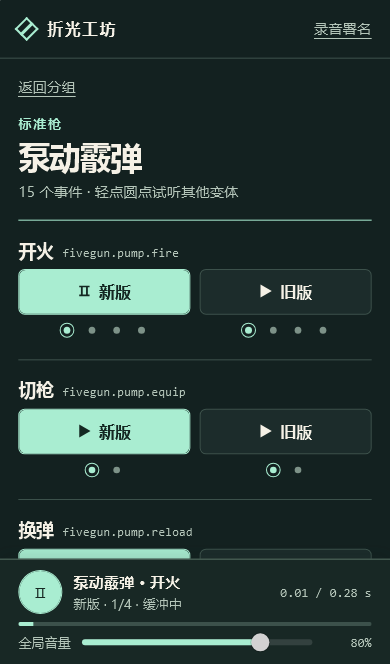 折光工坊
录音署名
返回分组
标准枪
泵动霰弹
15 个事件 · 轻点圆点试听其他变体
开火 fivegun.pump.fire
新版 旧版
切枪 fivegun.pump.equip
新版 旧版
换弹 fivegun.pump.reload
泵动霰弹 · 开火
新版 · 1/4 · 缓冲中
0.01 / 0.28 s
全局音量 80%